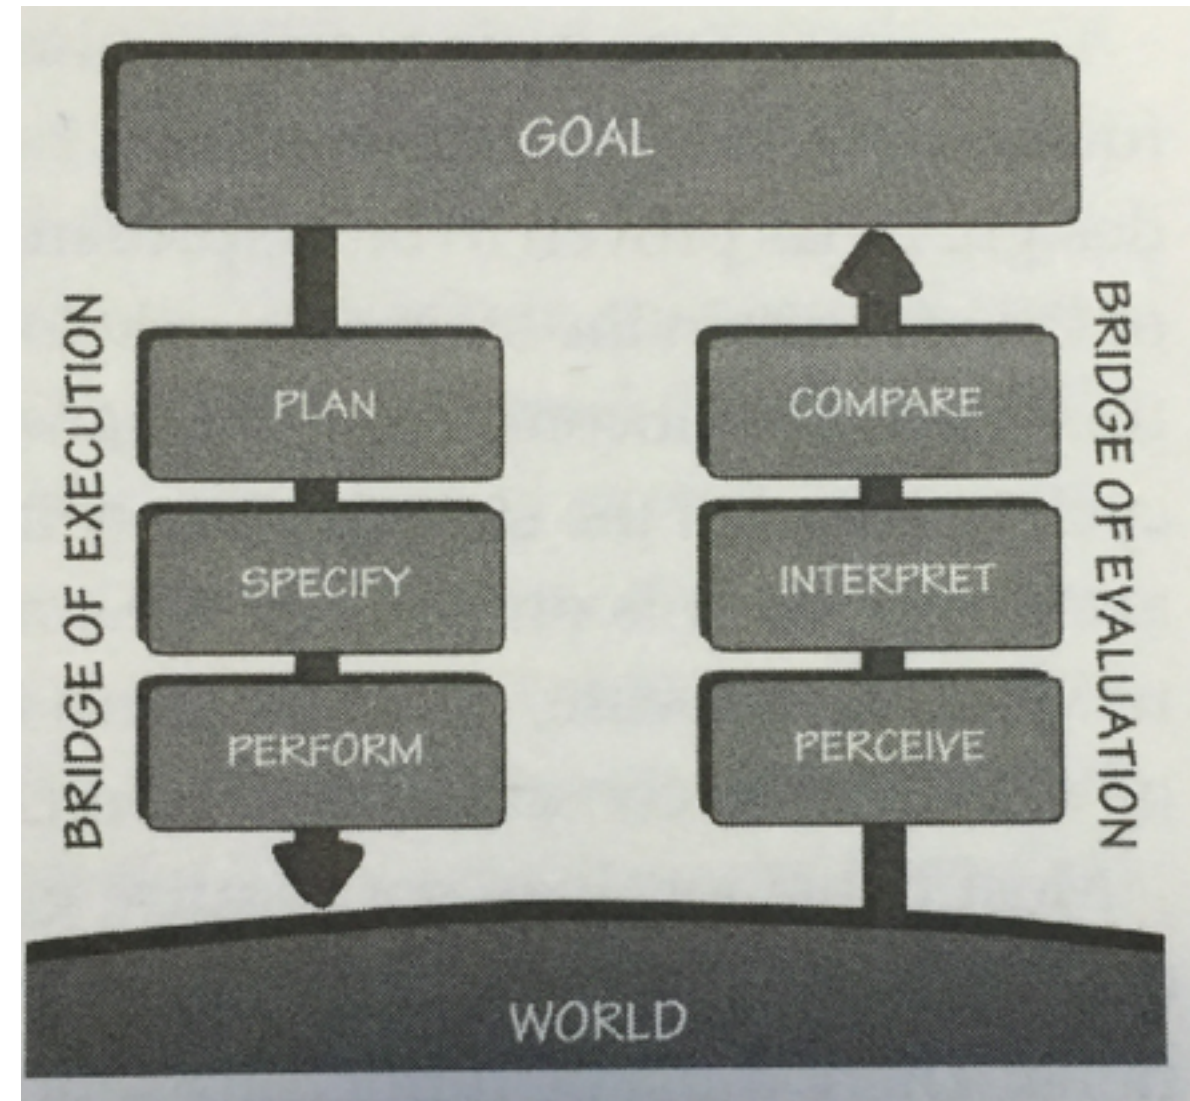 GOAL
BRIDGE OF EXECUTION
PLAN
SPECIFY
PERFORM
COMPARE
INTERPRET
PERCEIVE
BRIDGE OF EVALUATION
WORLD